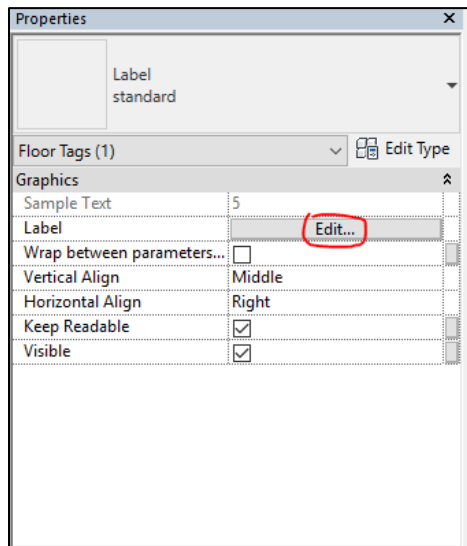 Properties X
Label
standard
Floor Tags (1) Edit Type
Graphics
Sample Text 5
Label Edit...
Wrap between parameters...
Vertical Align Middle
Horizontal Align Right
Keep Readable
Visible